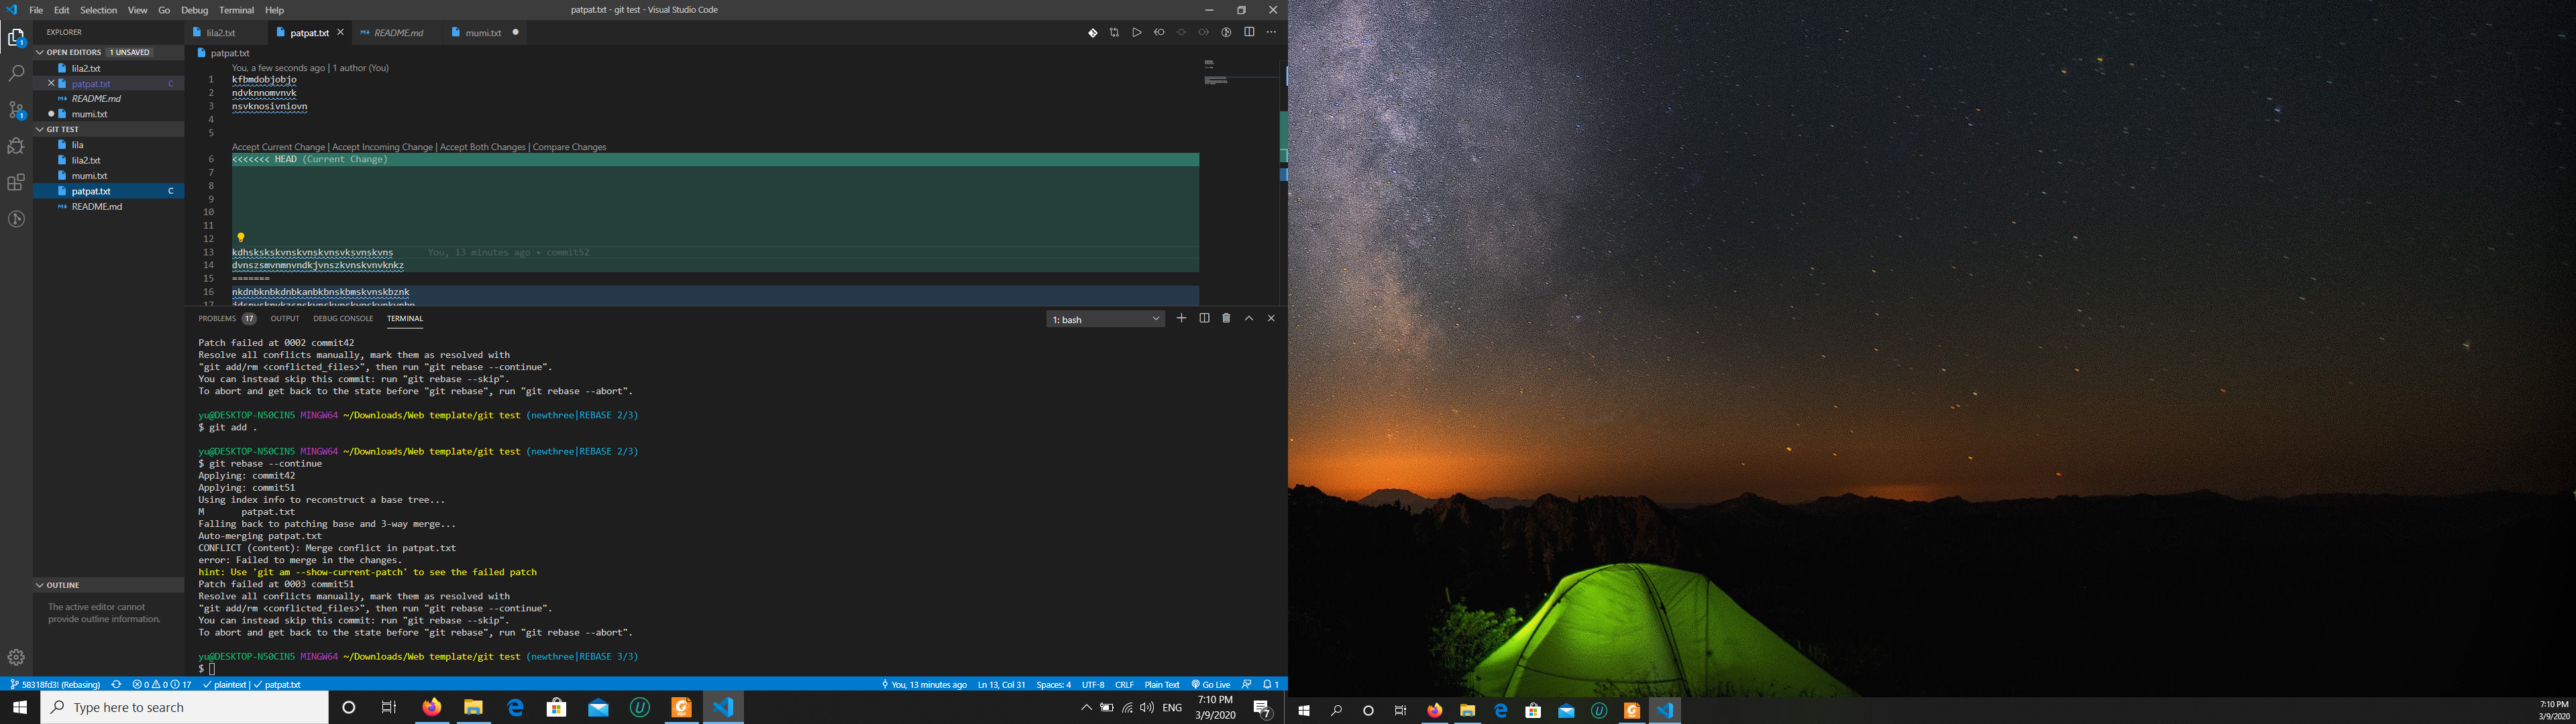 File Edit Selection View Go Debug Terminal Help
patpat.txt - git test - Visual Studio Code
EXPLORER
OPEN EDITORS 1 UNSAVED
lila2.txt
patpat.txt C
README.md
mumi.txt
GIT TEST
lila
lila2.txt
mumi.txt
patpat.txt C
README.md
OUTLINE
The active editor cannot
provide outline information.
lila2.txt patpat.txt README.md mumi.txt
patpat.txt
You, a few seconds ago | 1 author (You)
1 kfbmdobjobjo
2 ndvknnomvnvk
3 nsvknosivniovn
4
5
Accept Current Change | Accept Incoming Change | Accept Both Changes | Compare Changes
6 <<<<<<< HEAD (Current Change)
7
8
9
10
11
12
13 kdhskskskvnskvnskvnsvksvnskvns You, 13 minutes ago • commit52
14 dvnszsmvnmnvndkjvnszkvnskvnvknkz
15 =======
16 nkdnbknbkdnbkanbkbnskbmskvnskbznk
17
PROBLEMS 17 OUTPUT DEBUG CONSOLE TERMINAL
1: bash
Patch failed at 0002 commit42
Resolve all conflicts manually, mark them as resolved with
"git add/rm <conflicted_files>", then run "git rebase --continue".
You can instead skip this commit: run "git rebase --skip".
To abort and get back to the state before "git rebase", run "git rebase --abort".
yu@DESKTOP-N50CIN5 MINGW64 ~/Downloads/Web template/git test (newthree|REBASE 2/3)
$ git add .
yu@DESKTOP-N50CIN5 MINGW64 ~/Downloads/Web template/git test (newthree|REBASE 2/3)
$ git rebase --continue
Applying: commit42
Applying: commit51
Using index info to reconstruct a base tree...
M patpat.txt
Falling back to patching base and 3-way merge...
Auto-merging patpat.txt
CONFLICT (content): Merge conflict in patpat.txt
error: Failed to merge in the changes.
hint: Use 'git am --show-current-patch' to see the failed patch
Patch failed at 0003 commit51
Resolve all conflicts manually, mark them as resolved with
"git add/rm <conflicted_files>", then run "git rebase --continue".
You can instead skip this commit: run "git rebase --skip".
To abort and get back to the state before "git rebase", run "git rebase --abort".
yu@DESKTOP-N50CIN5 MINGW64 ~/Downloads/Web template/git test (newthree|REBASE 3/3)
$
58318fd3! (Rebasing) 0 0 17 plaintext | patpat.txt
You, 13 minutes ago Ln 13, Col 31 Spaces: 4 UTF-8 CRLF Plain Text Go Live 1
Type here to search
ENG
7:10 PM
3/9/2020
7
7:10 PM
3/9/2020